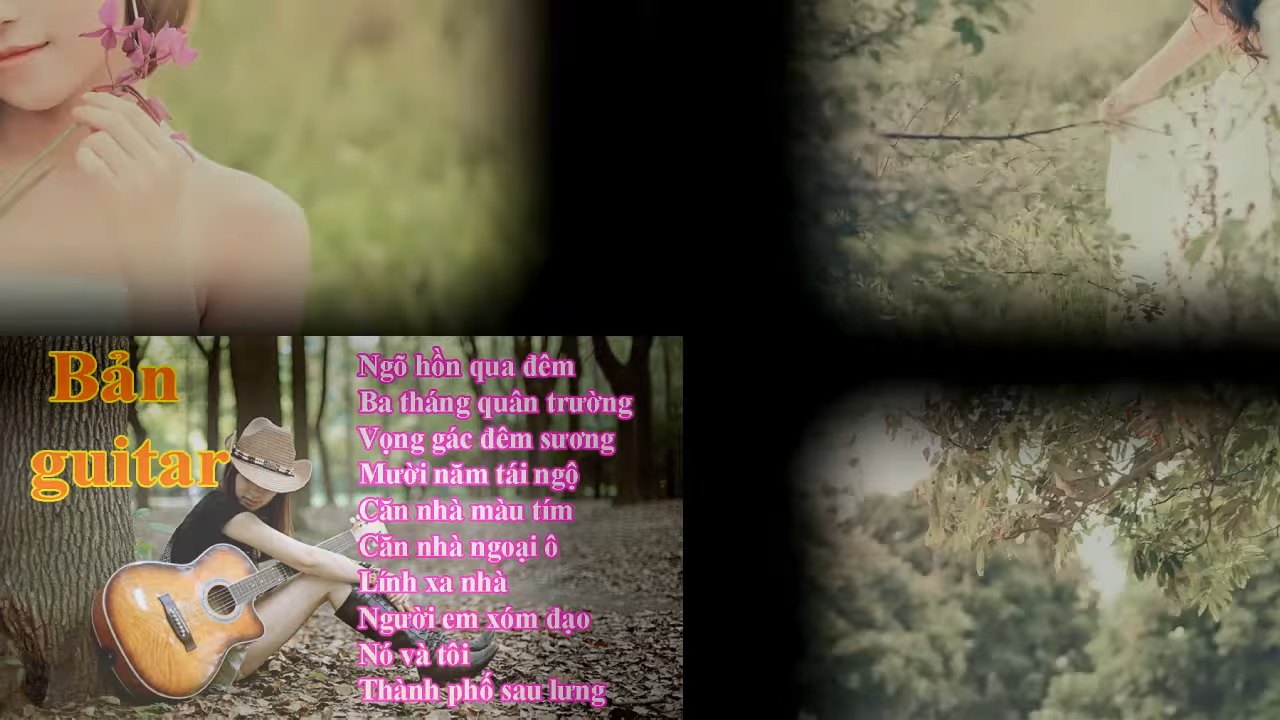 Bản
guitar
Ngõ hồn qua đêm
Ba tháng quân trường
Vọng gác đêm sương
Mười năm tái ngộ
Căn nhà màu tím
Căn nhà ngoại ô
Lính xa nhà
Người em xóm đạo
Nó và tôi
Thành phố sau lưng